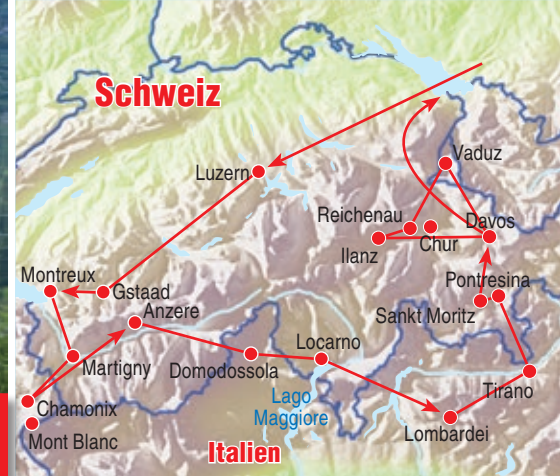 Schweiz
Luzern
Vaduz
Reichenau
Ilanz
Chur
Davos
Montreux
Gstaad
Anzere
Pontresina
Sankt Moritz
Martigny
Domodossola
Locarno
Tirano
Lago
Maggiore
Chamonix
Mont Blanc
Lombardei
Italien